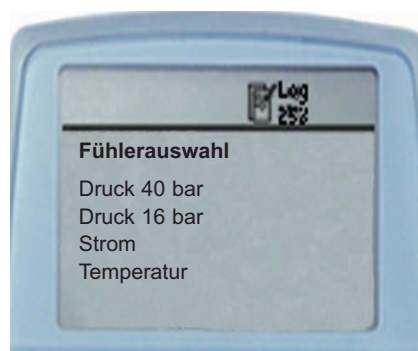 Log
25%
Fühlerauswahl
Druck 40 bar
Druck 16 bar
Strom
Temperatur